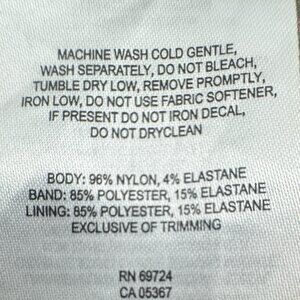 MACHINE WASH COLD GENTLE,
WASH SEPARATELY, DO NOT BLEACH,
TUMBLE DRY LOW, REMOVE PROMPTLY,
IRON LOW, DO NOT USE FABRIC SOFTENER,
IF PRESENT DO NOT IRON DECAL,
DO NOT DRYCLEAN
BODY: 96% NYLON, 4% ELASTANE
BAND: 85% POLYESTER, 15% ELASTANE
LINING: 85% POLYESTER, 15% ELASTANE
EXCLUSIVE OF TRIMMING
RN 69724
CA 05367